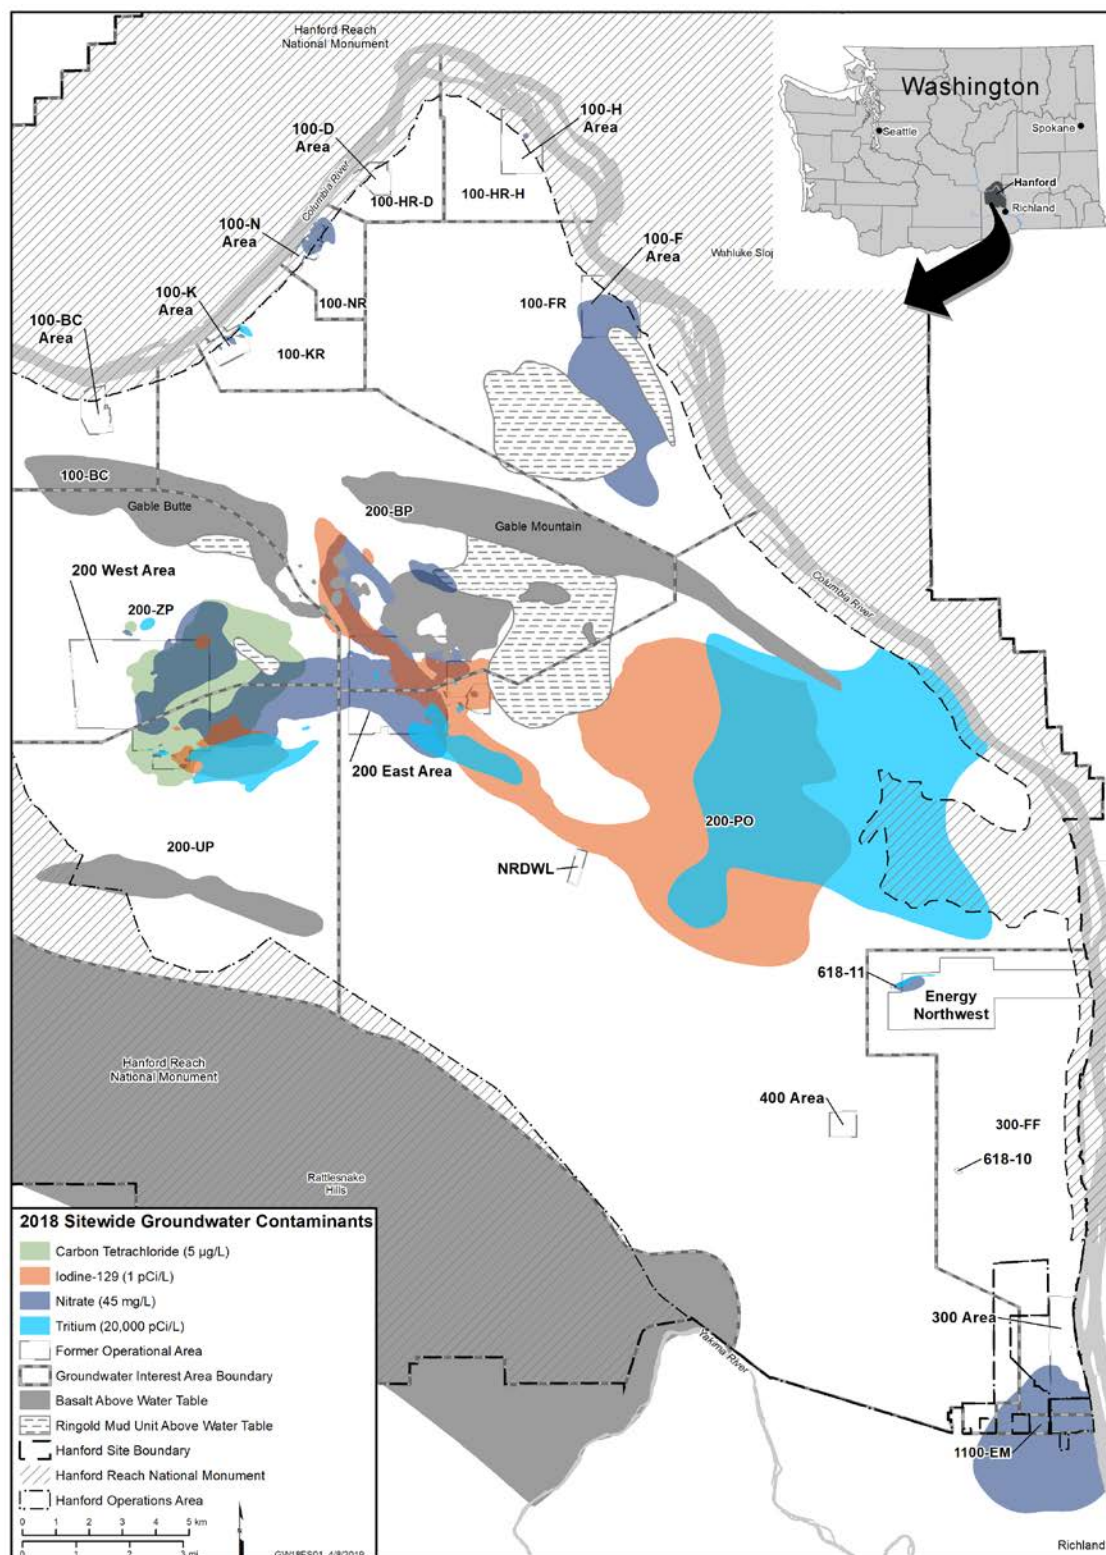 Hanford Reach
National Monument
Washington
Seattle
Spokane
Hanford
Richland
100-D
Area
100-H
Area
Columbia River
100-HR-D
100-HR-H
100-N
Area
100-F
Area
100-K
Area
100-NR
100-FR
100-BC
Area
100-KR
100-BC
Gable Butte
200-BP
Gable Mountain
200 West Area
200-ZP
Columbia River
200 East Area
200-PO
200-UP
NRDWL
618-11
Energy
Northwest
Hanford Reach
National Monument
400 Area
300-FF
618-10
Rattlesnake
Hills
300 Area
Yakima River
1100-EM
Richland
2018 Sitewide Groundwater Contaminants
Carbon Tetrachloride (5 µg/L)
Iodine-129 (1 pCi/L)
Nitrate (45 mg/L)
Tritium (20,000 pCi/L)
Former Operational Area
Groundwater Interest Area Boundary
Basalt Above Water Table
Ringold Mud Unit Above Water Table
Hanford Site Boundary
Hanford Reach National Monument
Hanford Operations Area
0 1 2 3 4 5 km